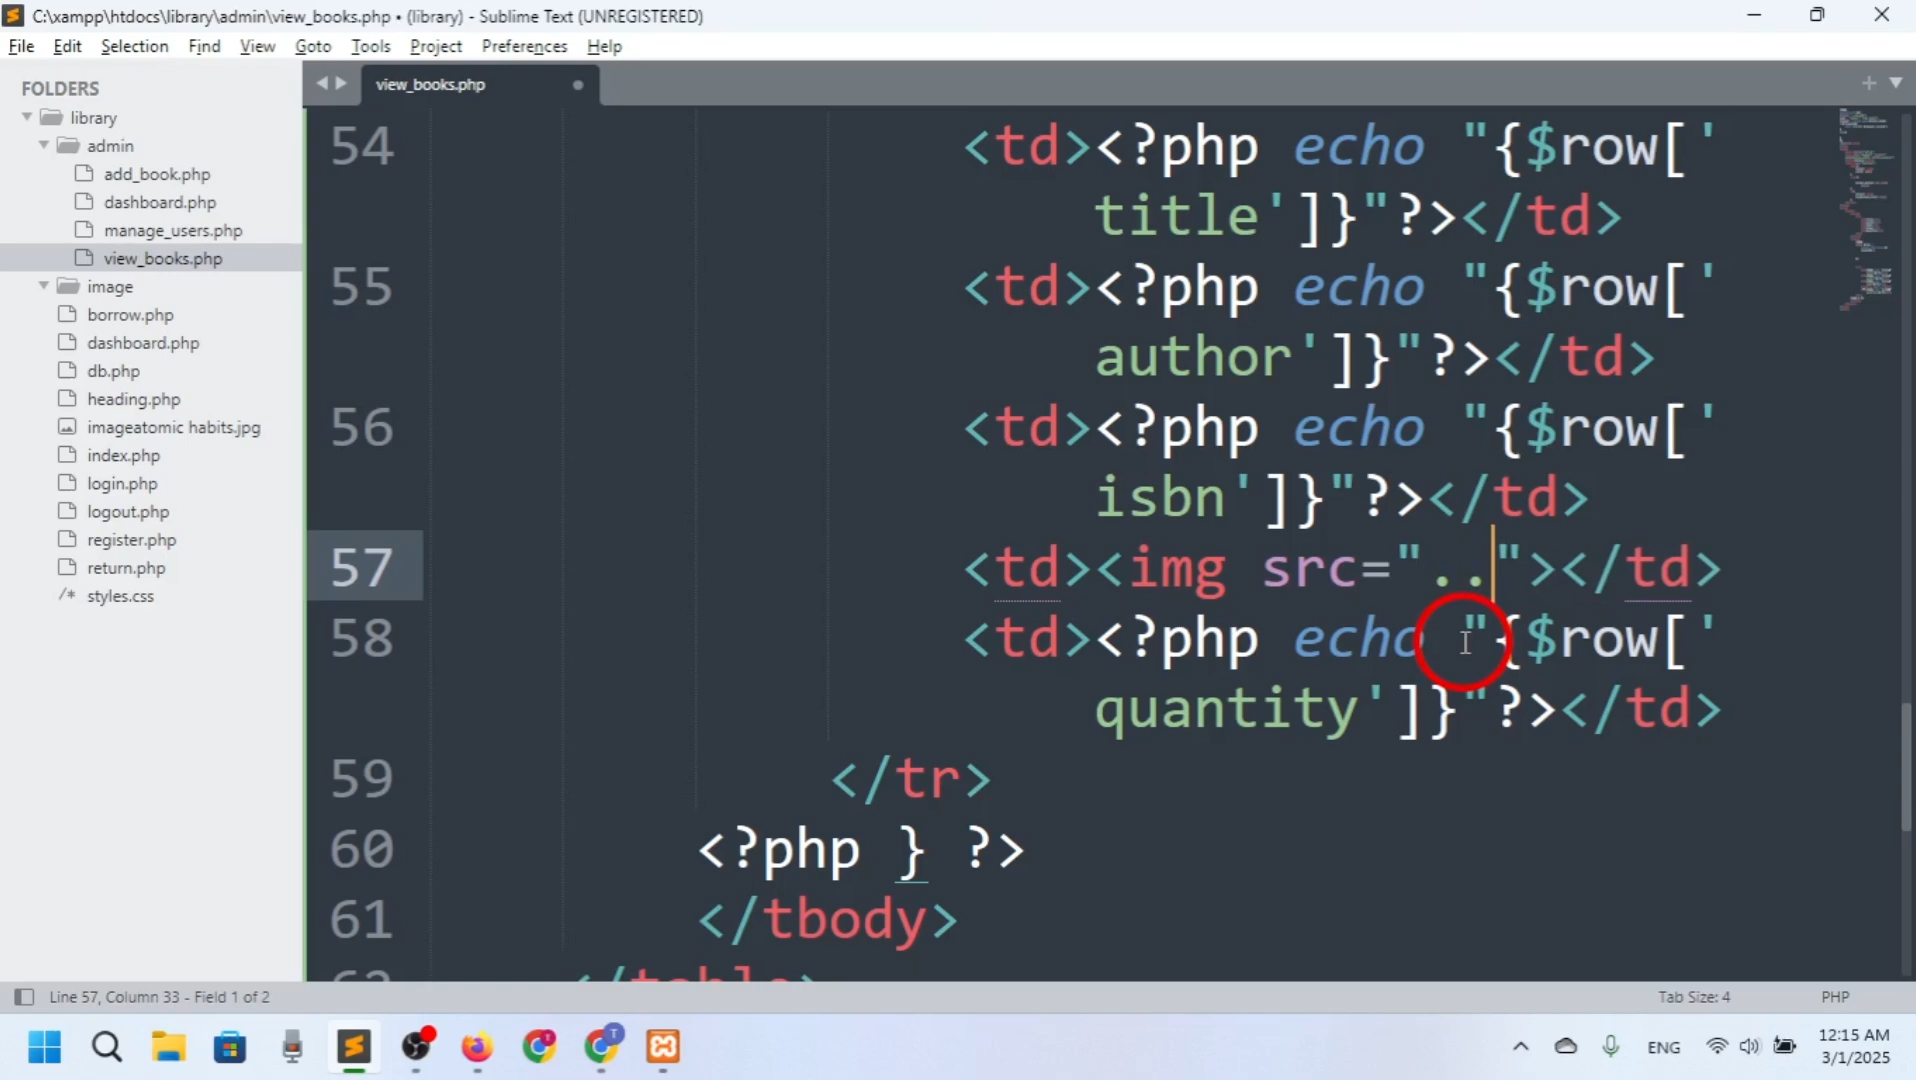 C:\xampp\htdocs\library\admin\view_books.php • (library) - Sublime Text (UNREGISTERED)
File Edit Selection Find View Goto Tools Project Preferences Help
FOLDERS
library
admin
add_book.php
dashboard.php
manage_users.php
view_books.php
image
borrow.php
dashboard.php
db.php
heading.php
imageatomic habits.jpg
index.php
login.php
logout.php
register.php
return.php
/* styles.css
view_books.php
54 <td><?php echo "{$row['
title']}"?></td>
55 <td><?php echo "{$row['
author']}"?></td>
56 <td><?php echo "{$row['
isbn']}"?></td>
57 <td><img src=".."></td>
58 <td><?php echo "{$row['
quantity']}"?></td>
59 </tr>
60 <?php } ?>
61 </tbody>
62 </table>
Line 57, Column 33 - Field 1 of 2
Tab Size: 4
PHP
ENG
12:15 AM
3/1/2025